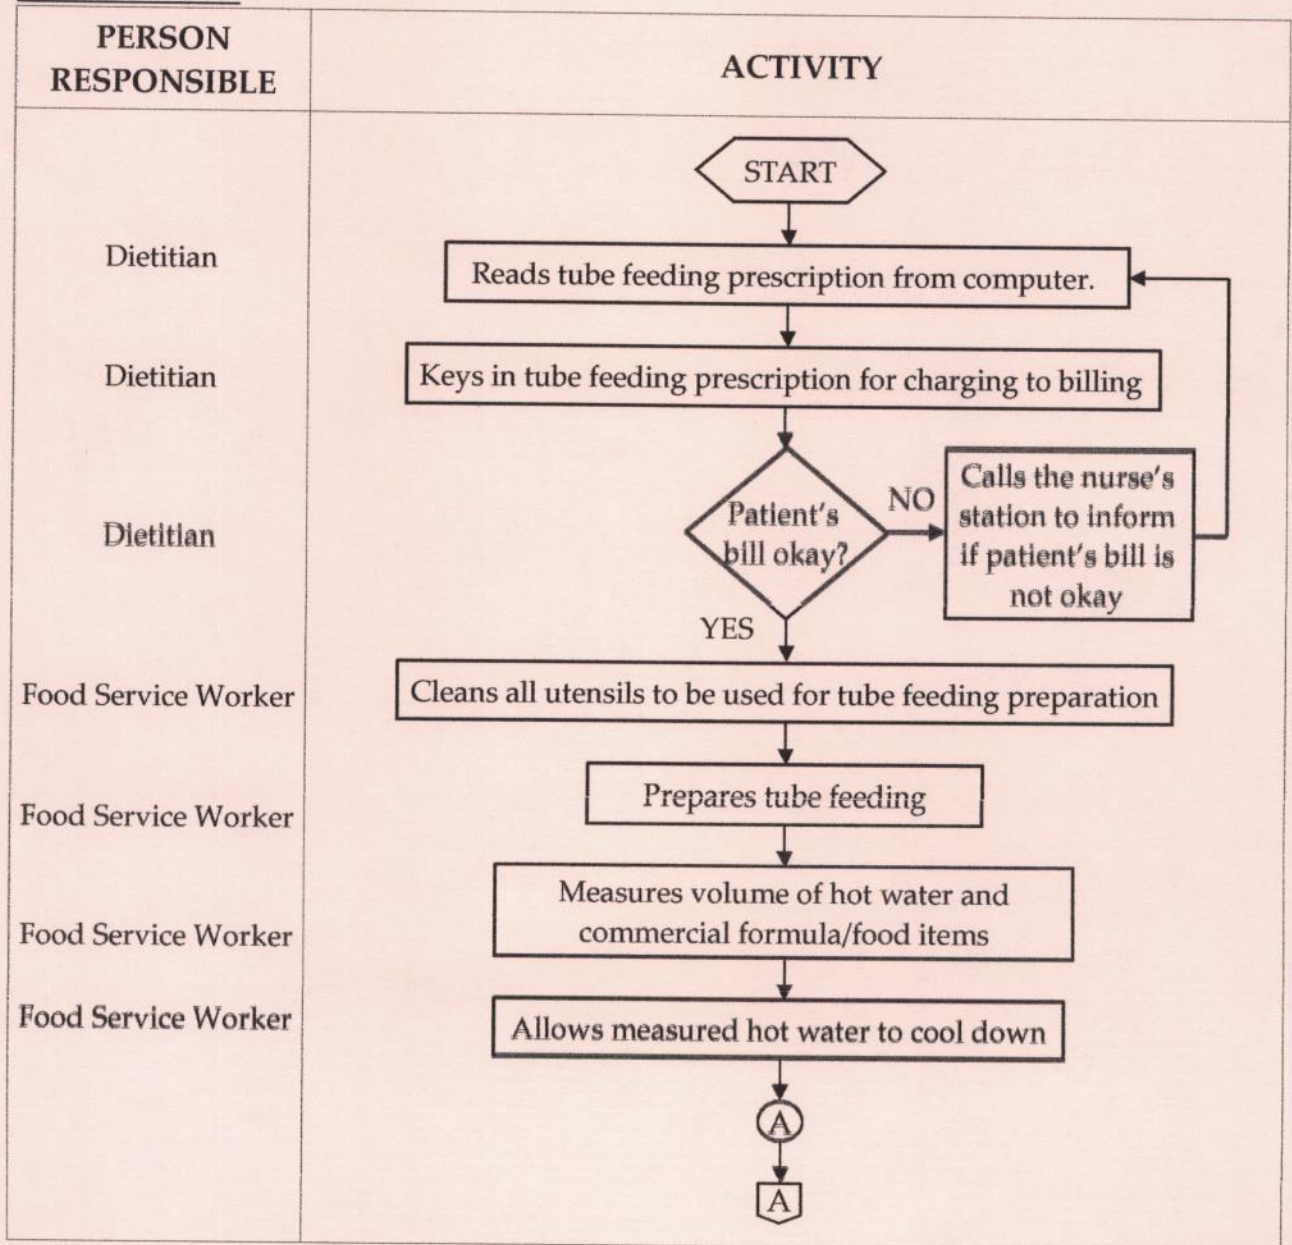 PERSON
RESPONSIBLE
ACTIVITY
START
Dietitian
Reads tube feeding prescription from computer.
Dietitian
Keys in tube feeding prescription for charging to billing
Dietitian
Patient's
bill okay?
NO
Calls the nurse's
station to inform
if patient's bill is
not okay
YES
Food Service Worker
Cleans all utensils to be used for tube feeding preparation
Food Service Worker
Prepares tube feeding
Food Service Worker
Measures volume of hot water and
commercial formula/food items
Food Service Worker
Allows measured hot water to cool down
A
A